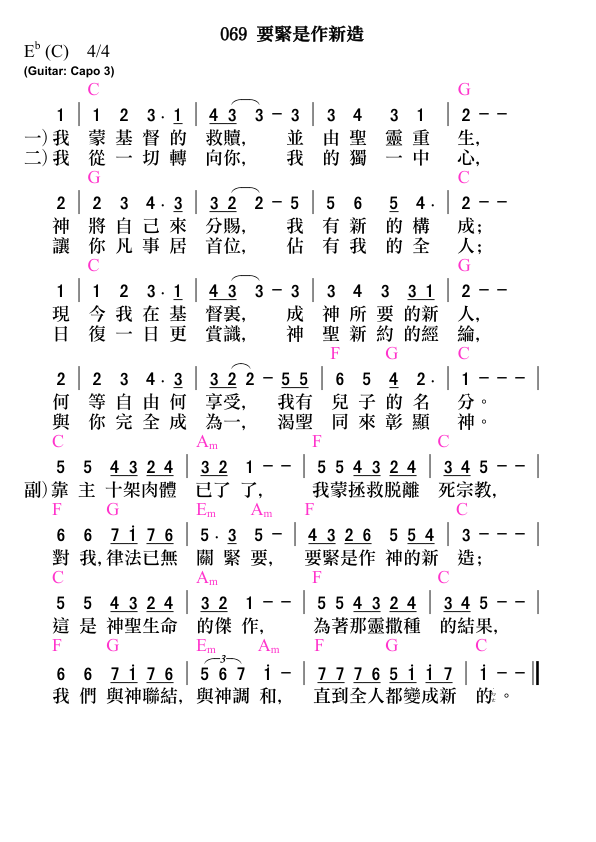 069 要緊是作新造
E♭ (C) 4/4
(Guitar: Capo 3)
C G
1 | 1 2 3 · 1 | 4 3 3 - 3 | 3 4 3 1 | 2 - -
一)我 蒙 基 督 的 救贖, 並 由 聖 靈 重 生,
二)我 從 一 切 轉 向你, 我 的 獨 一 中 心,
G C
2 | 2 3 4 · 3 | 3 2 2 - 5 | 5 6 5 4 · | 2 - -
神 將 自 己 來 分賜, 我 有 新 的 構 成;
讓 你 凡 事 居 首位, 佔 有 我 的 全 人;
C G
1 | 1 2 3 · 1 | 4 3 3 - 3 | 3 4 3 3 1 | 2 - -
現 今 我 在 基 督裏, 成 神 所 要 的新 人,
日 復 一 日 更 賞識, 神 聖 新 約 的經 綸,
F G C
2 | 2 3 4 · 3 | 3 2 2 - 5 5 | 6 5 4 2 · | 1 - - - |
何 等 自 由 何 享受, 我有 兒 子 的 名 分。
與 你 完 全 成 為一, 渴望 同 來 彰 顯 神。
C Am F C
5 5 4 3 2 4 | 3 2 1 - - | 5 5 4 3 2 4 | 3 4 5 - - |
副)靠 主 十架肉體 已了 了, 我蒙拯救脫離 死宗教,
F G Em Am F C
6 6 7 i 7 6 | 5 · 3 5 - | 4 3 2 6 5 5 4 | 3 - - - |
對 我,律法已無 關 緊 要, 要緊是作 神的新 造;
C Am F C
5 5 4 3 2 4 | 3 2 1 - - | 5 5 4 3 2 4 | 3 4 5 - - |
這 是 神聖生命 的傑 作, 為著那靈撒種 的結果,
F G Em Am F G C
6 6 7 i 7 6 | 5 6 7 i - | 7 7 7 6 5 i i 7 | i - - ‖
3
我 們 與神聯結, 與神調 和, 直到全人都變成新 的。